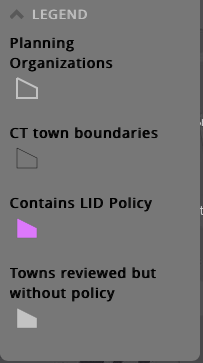 LEGEND
Planning
Organizations
CT town boundaries
Contains LID Policy
Towns reviewed but
without policy